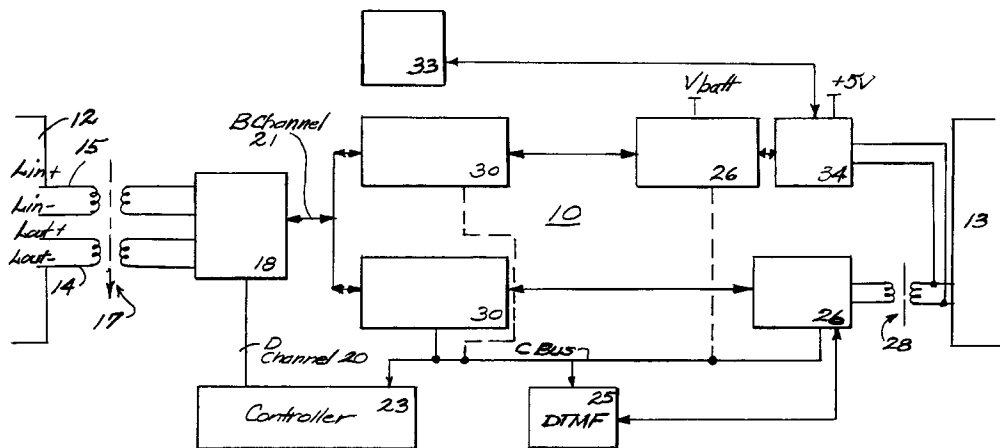 33
Vbatt
+5V
12
15
Lin+
Lin-
Lout+
Lout-
14
17
18
B Channel
21
30
26
34
10
13
30
26
28
D
Channel 20
C Bus
Controller
23
25
DTMF